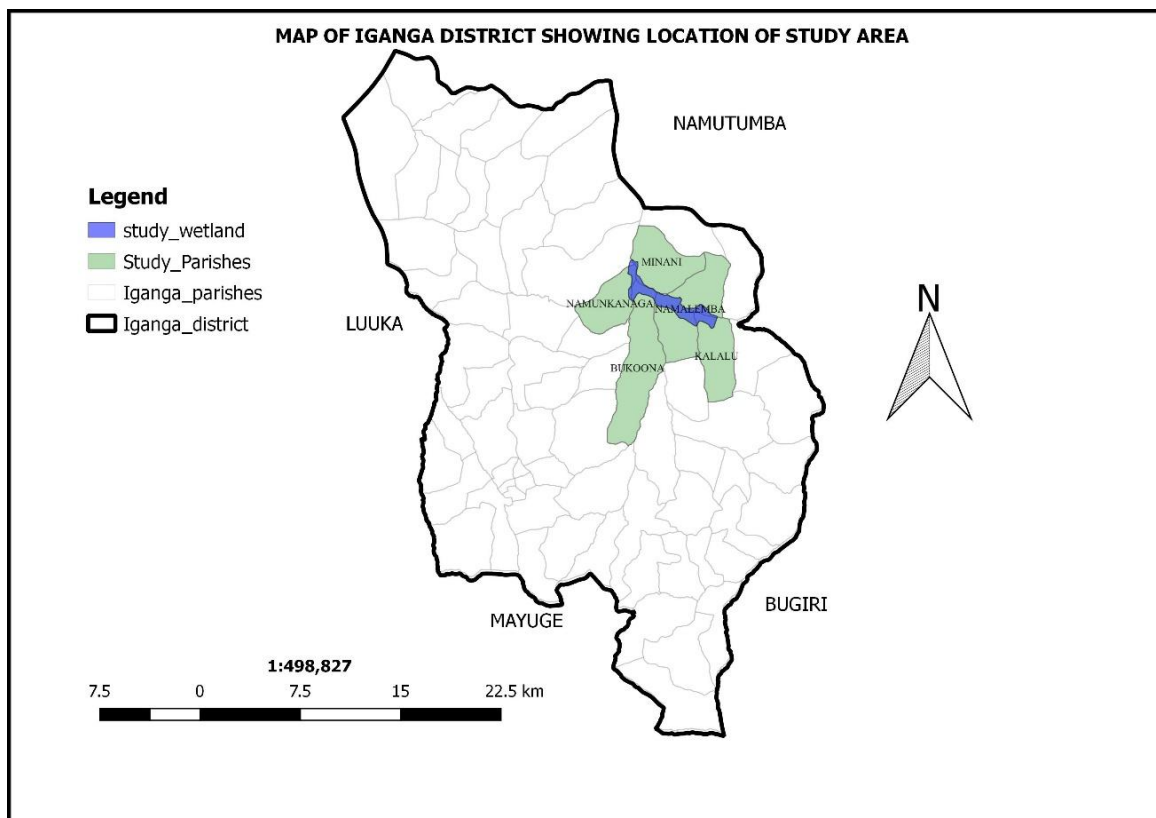 MAP OF IGANGA DISTRICT SHOWING LOCATION OF STUDY AREA
NAMUTUMBA
Legend
study_wetland
Study_Parishes
Iganga_parishes
Iganga_district
MINANI
NAMUNKANAGA
NAMALEMBA
LUUKA
N
KALALU
BUKOONA
BUGIRI
MAYUGE
1:498,827
7.5 0 7.5 15 22.5 km